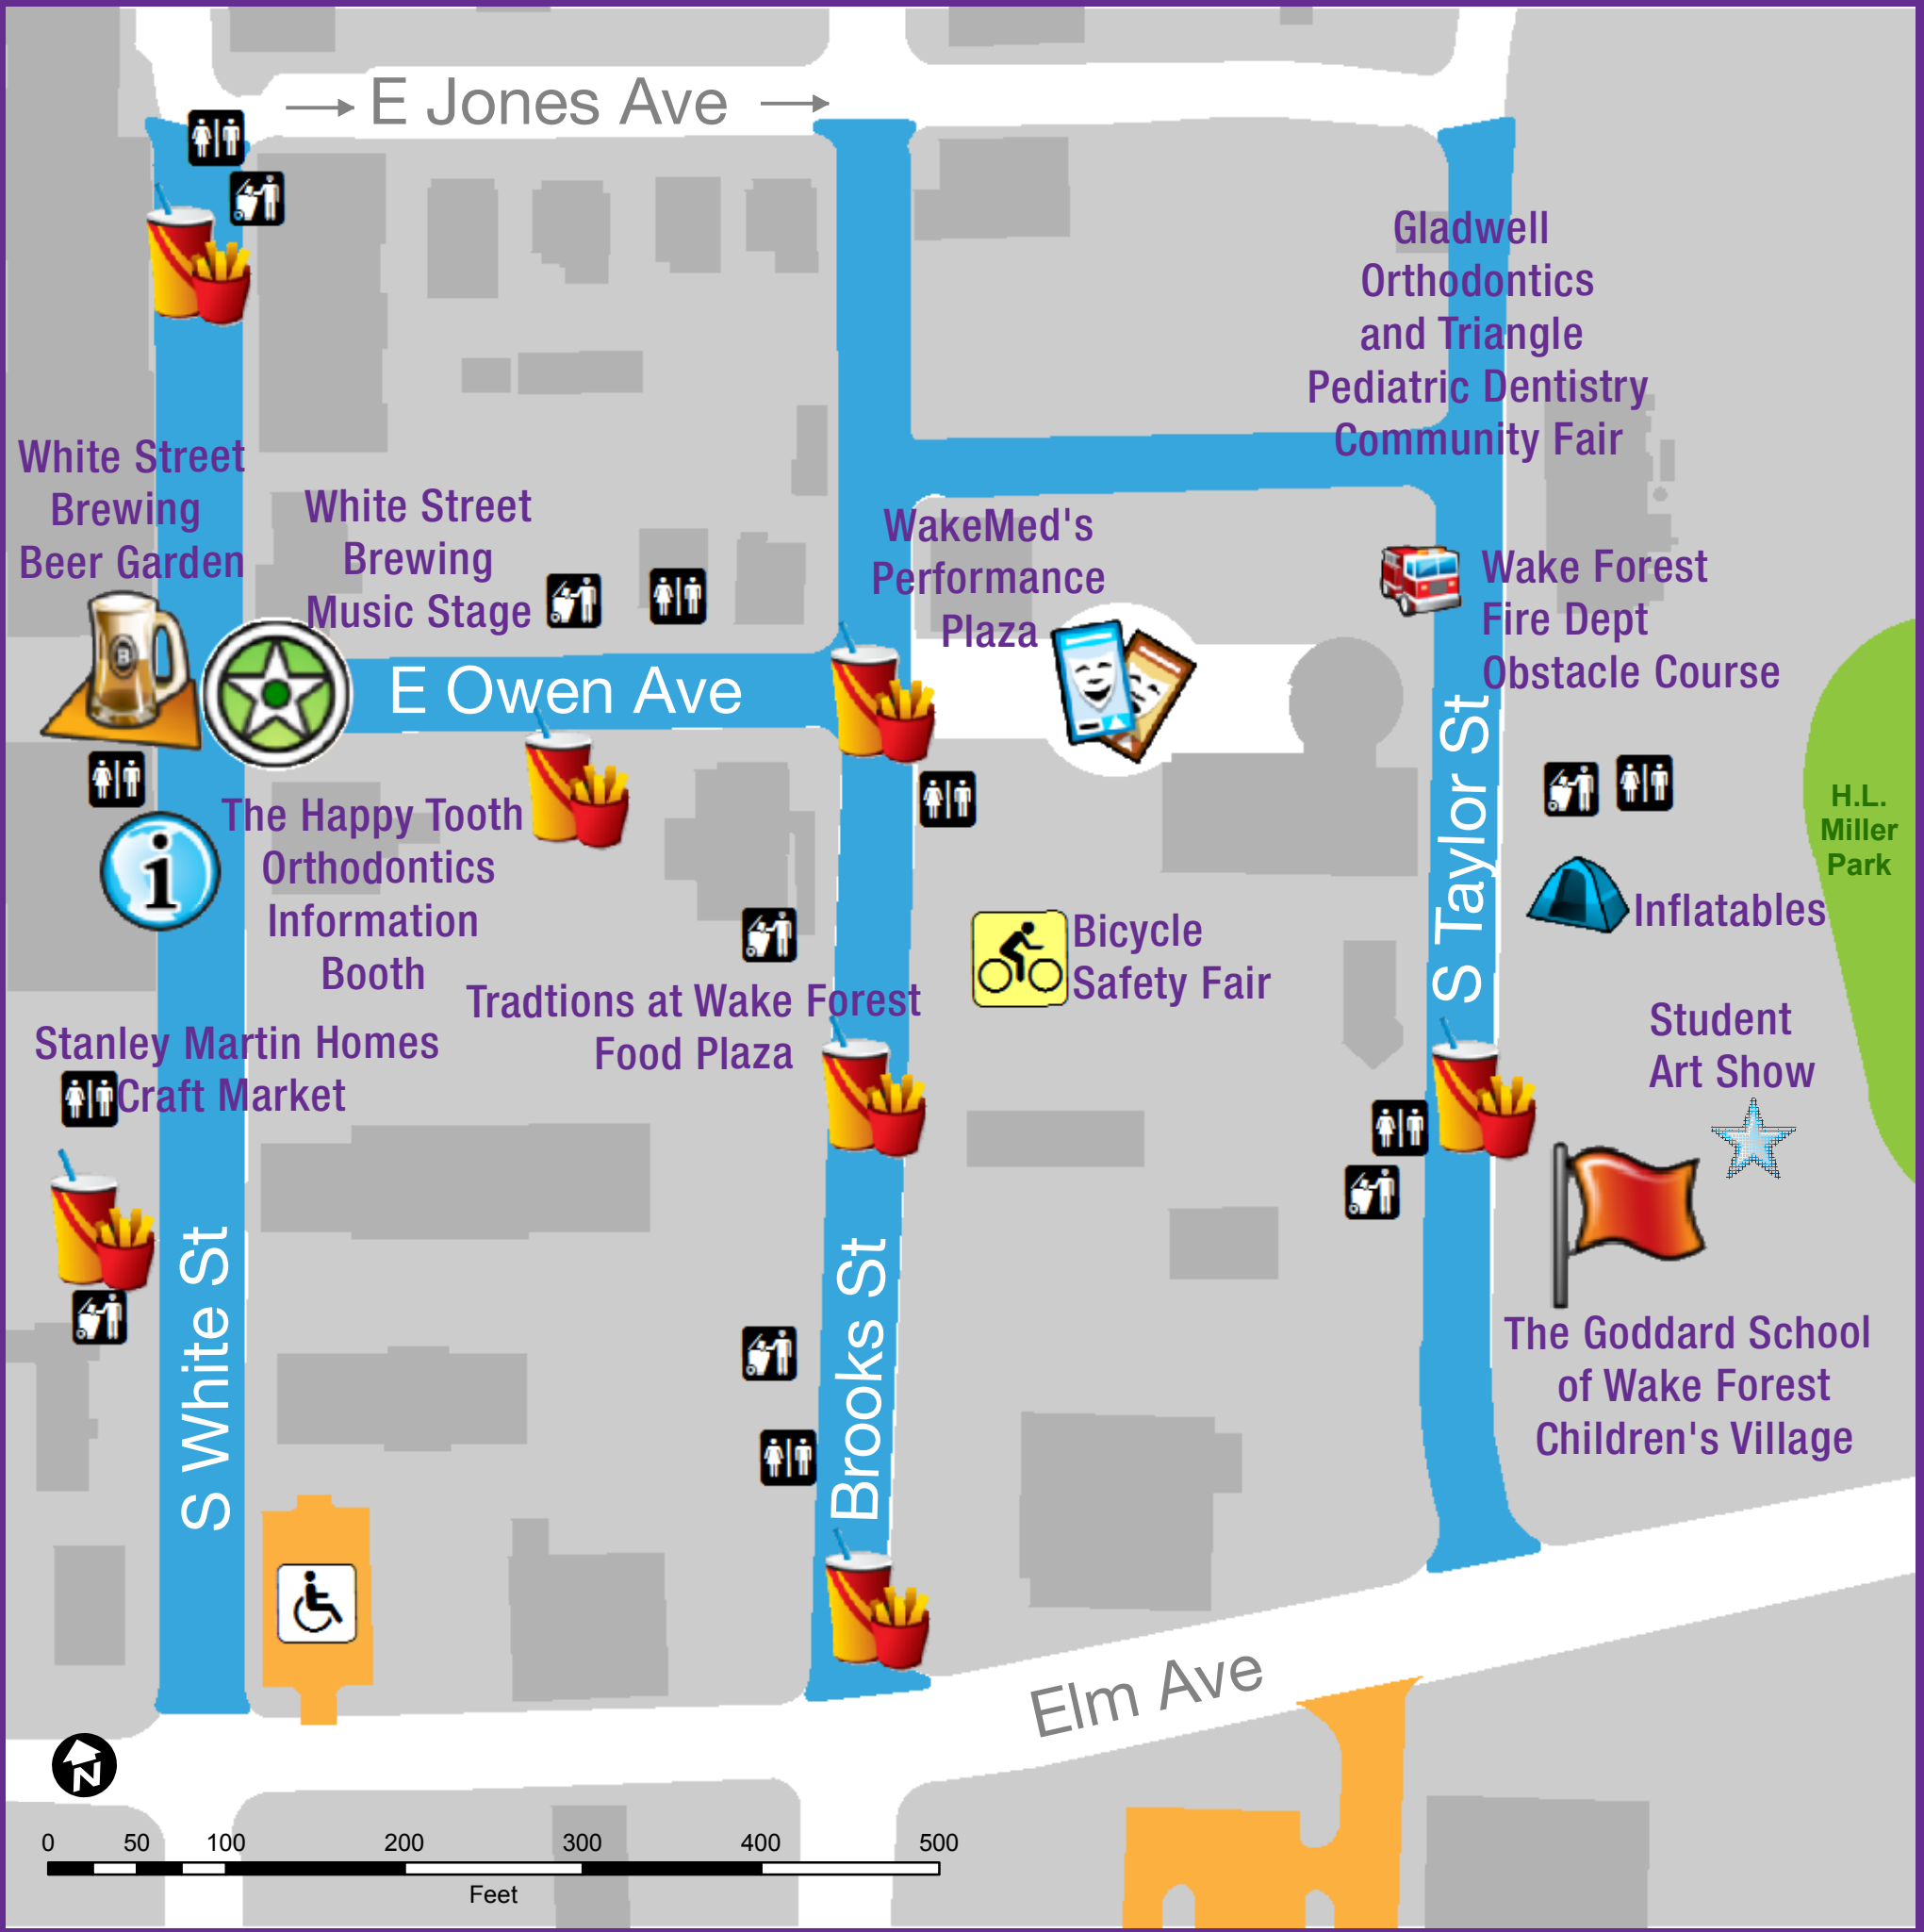 E Jones Ave
Gladwell
Orthodontics
and Triangle
Pediatric Dentistry
Community Fair
White Street
Brewing
Beer Garden
White Street
Brewing
Music Stage
WakeMed's
Performance
Plaza
Wake Forest
Fire Dept
Obstacle Course
B
E Owen Ave
S Taylor St
H.L.
Miller
Park
i
The Happy Tooth
Orthodontics
Information
Booth
Inflatables
Bicycle
Safety Fair
Tradtions at Wake Forest
Food Plaza
Student
Art Show
Stanley Martin Homes
Craft Market
S White St
Brooks St
The Goddard School
of Wake Forest
Children's Village
Elm Ave
N
0 50 100 200 300 400 500
Feet